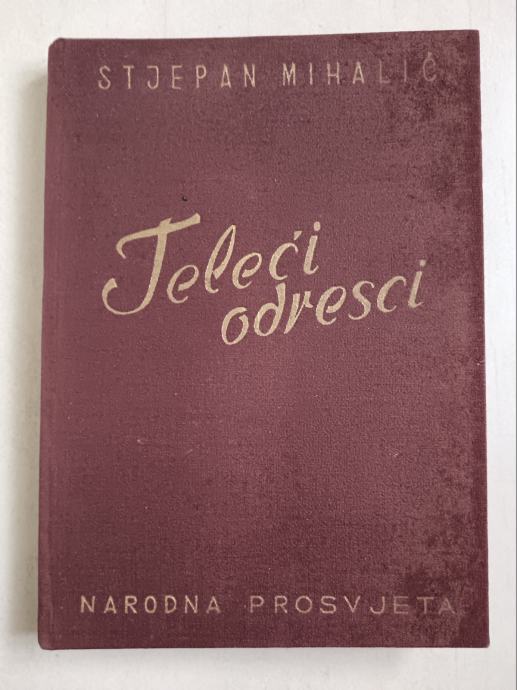 STJEPAN MIHALIĆ
Teleći
odresci
NARODNA PROSVJETA